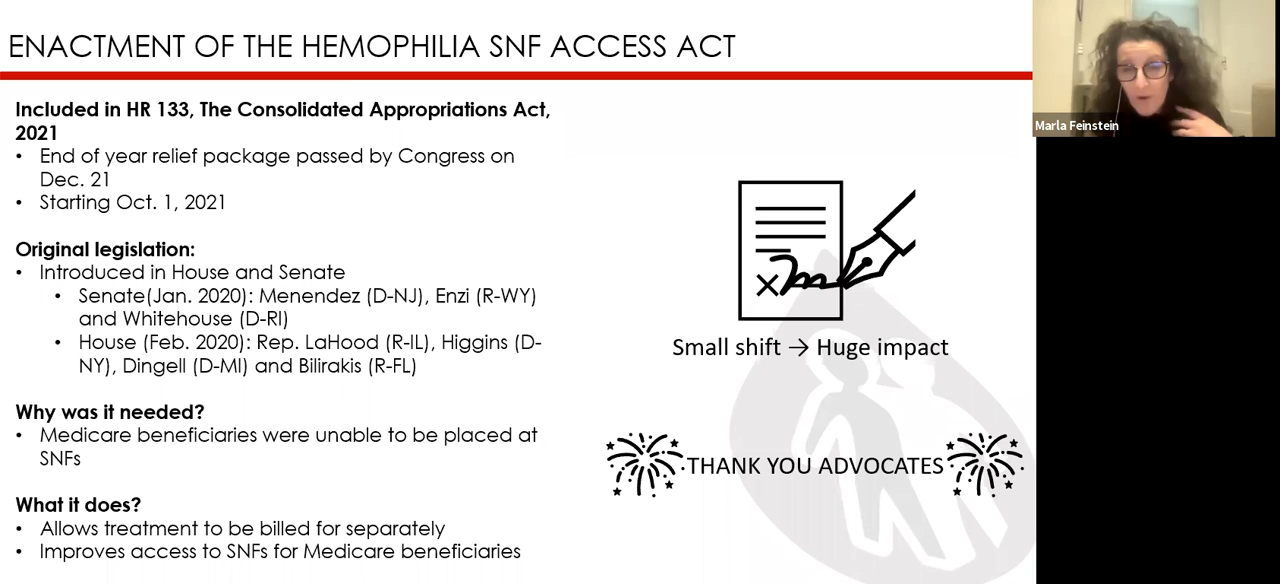 ENACTMENT OF THE HEMOPHILIA SNF ACCESS ACT
Included in HR 133, The Consolidated Appropriations Act,
2021
• End of year relief package passed by Congress on
Dec. 21
• Starting Oct. 1, 2021
Original legislation:
• Introduced in House and Senate
• Senate(Jan. 2020): Menendez (D-NJ), Enzi (R-WY)
and Whitehouse (D-RI)
• House (Feb. 2020): Rep. LaHood (R-IL), Higgins (D-
NY), Dingell (D-MI) and Bilirakis (R-FL)
Why was it needed?
• Medicare beneficiaries were unable to be placed at
SNFs
What it does?
• Allows treatment to be billed for separately
• Improves access to SNFs for Medicare beneficiaries
Small shift → Huge impact
THANK YOU ADVOCATES
Marla Feinstein